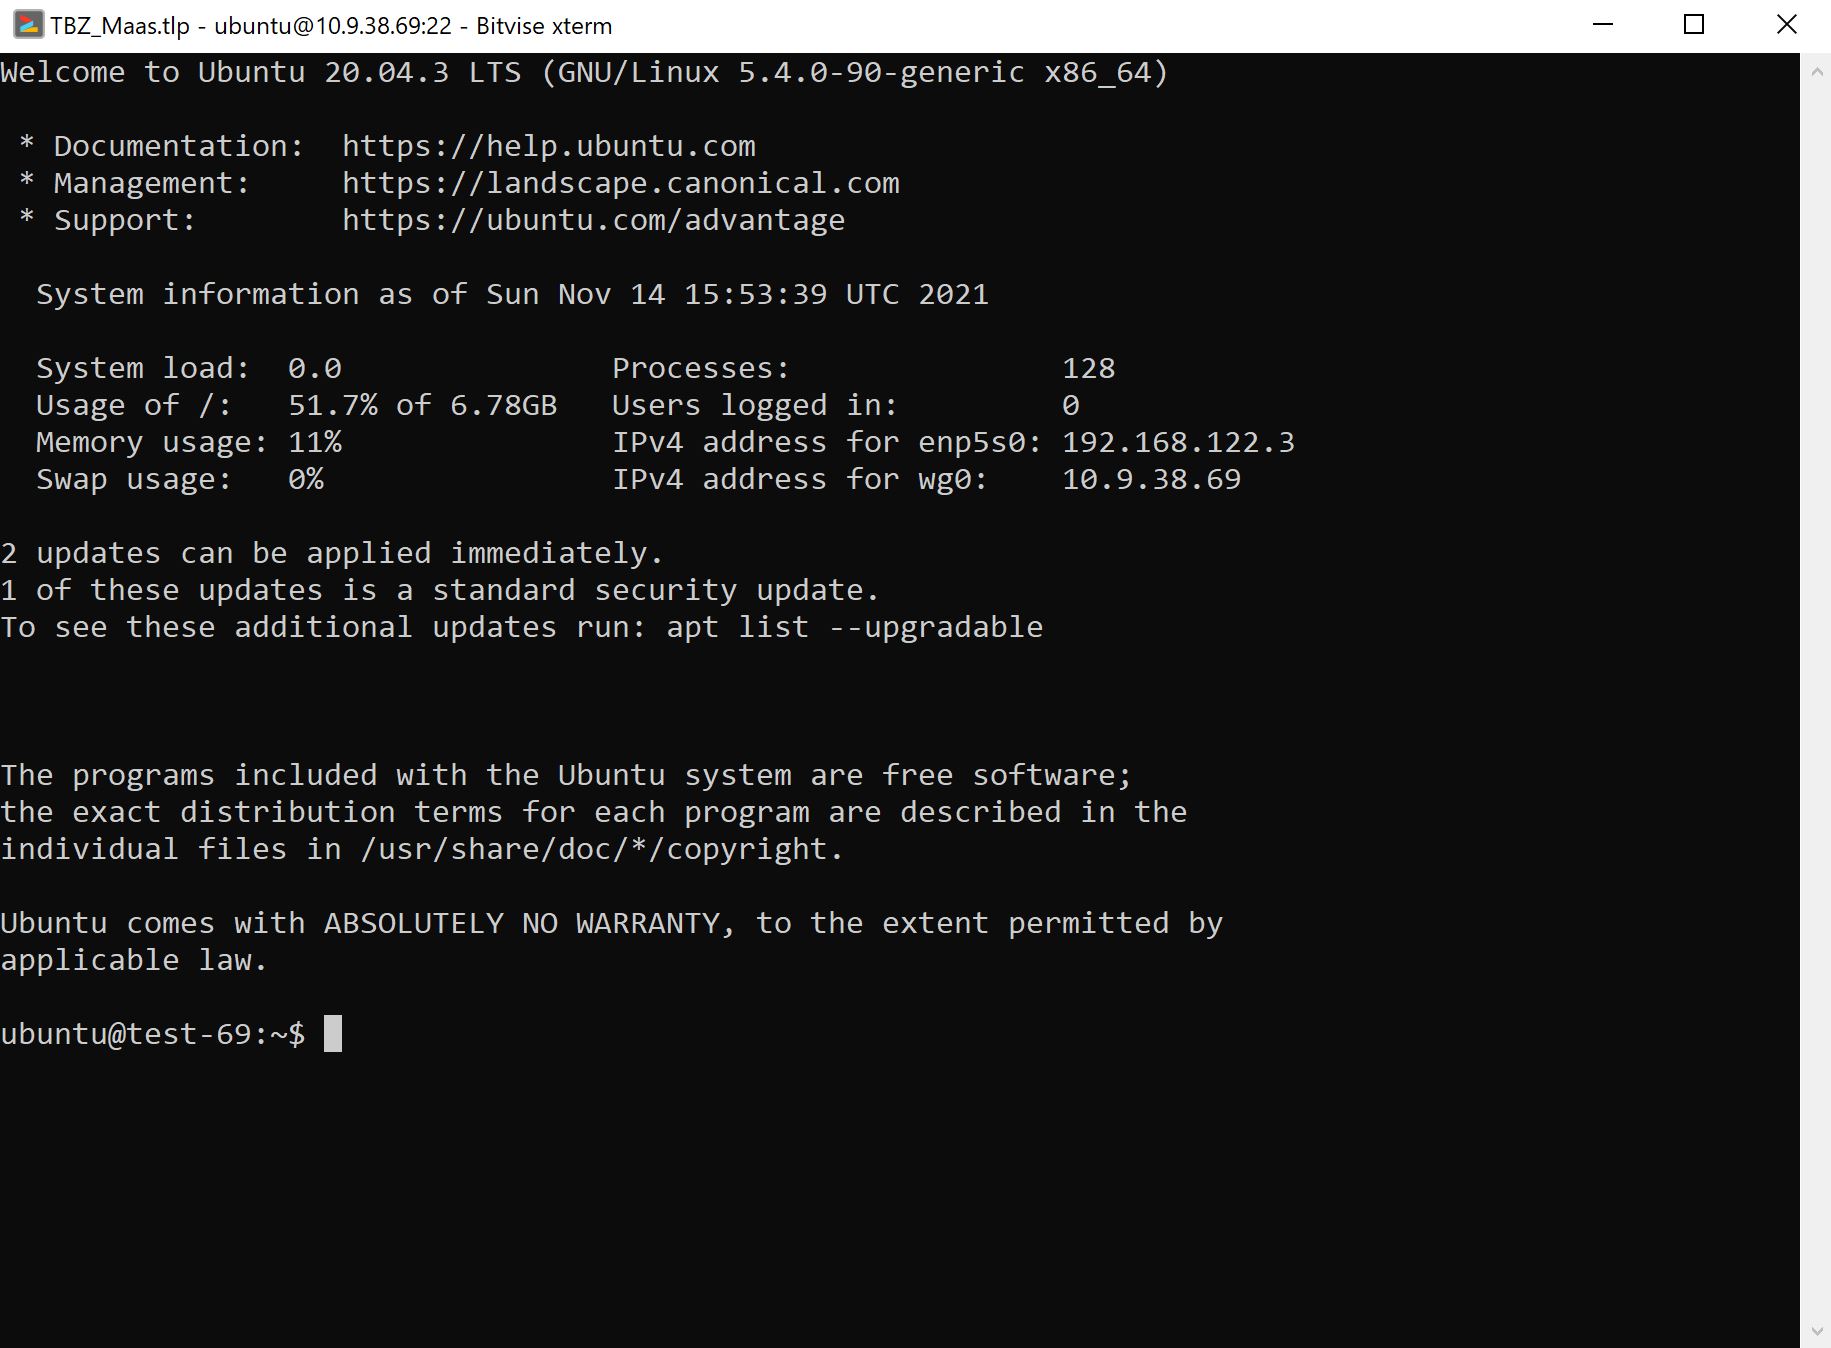 TBZ_Maas.tlp - ubuntu@10.9.38.69:22 - Bitvise xterm
Welcome to Ubuntu 20.04.3 LTS (GNU/Linux 5.4.0-90-generic x86_64)
* Documentation:  https://help.ubuntu.com
* Management:     https://landscape.canonical.com
* Support:        https://ubuntu.com/advantage
System information as of Sun Nov 14 15:53:39 UTC 2021
System load:  0.0               Processes:               128
Usage of /:   51.7% of 6.78GB   Users logged in:         0
Memory usage: 11%               IPv4 address for enp5s0: 192.168.122.3
Swap usage:   0%                IPv4 address for wg0:    10.9.38.69
2 updates can be applied immediately.
1 of these updates is a standard security update.
To see these additional updates run: apt list --upgradable
The programs included with the Ubuntu system are free software;
the exact distribution terms for each program are described in the
individual files in /usr/share/doc/*/copyright.
Ubuntu comes with ABSOLUTELY NO WARRANTY, to the extent permitted by
applicable law.
ubuntu@test-69:~$